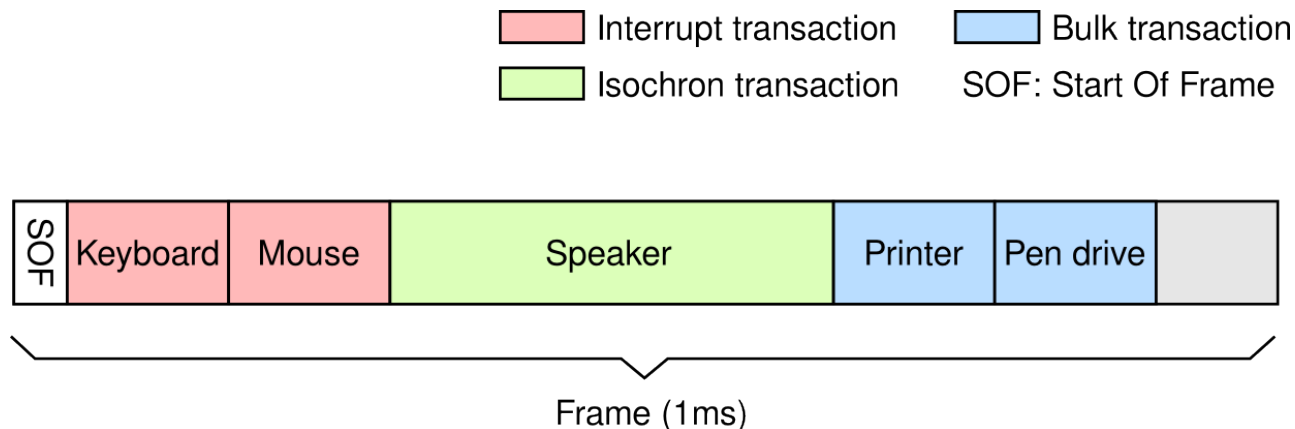 Interrupt transaction
Bulk transaction
Isochron transaction
SOF: Start Of Frame
SOF
Keyboard
Mouse
Speaker
Printer
Pen drive
Frame (1ms)